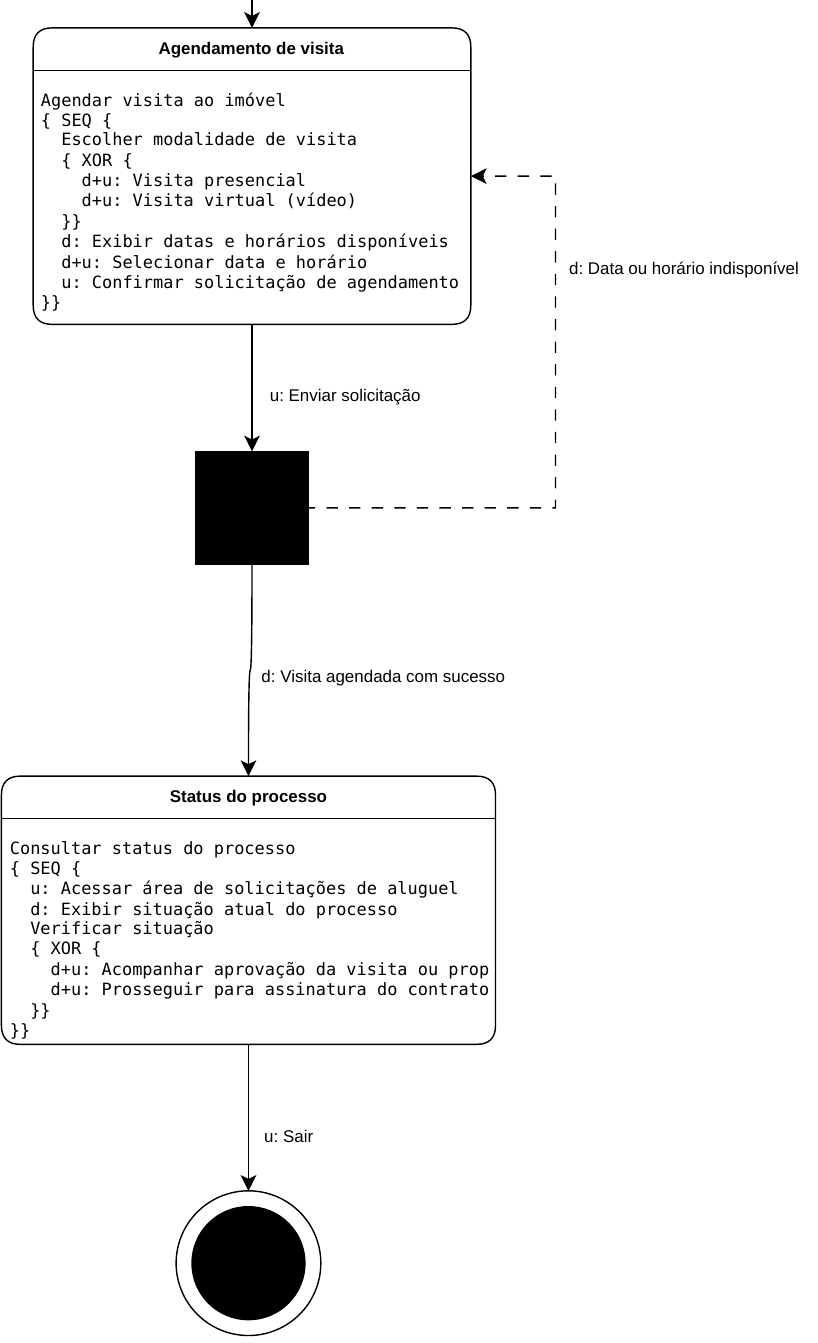 Agendamento de visita
Agendar visita ao imóvel
{ SEQ {
  Escolher modalidade de visita
  { XOR {
    d+u: Visita presencial
    d+u: Visita virtual (vídeo)
  }}
  d: Exibir datas e horários disponíveis
  d+u: Selecionar data e horário
  u: Confirmar solicitação de agendamento
}}
d: Data ou horário indisponível
u: Enviar solicitação
d: Visita agendada com sucesso
Status do processo
Consultar status do processo
{ SEQ {
  u: Acessar área de solicitações de aluguel
  d: Exibir situação atual do processo
  Verificar situação
  { XOR {
    d+u: Acompanhar aprovação da visita ou prop
    d+u: Prosseguir para assinatura do contrato
  }}
}}
u: Sair